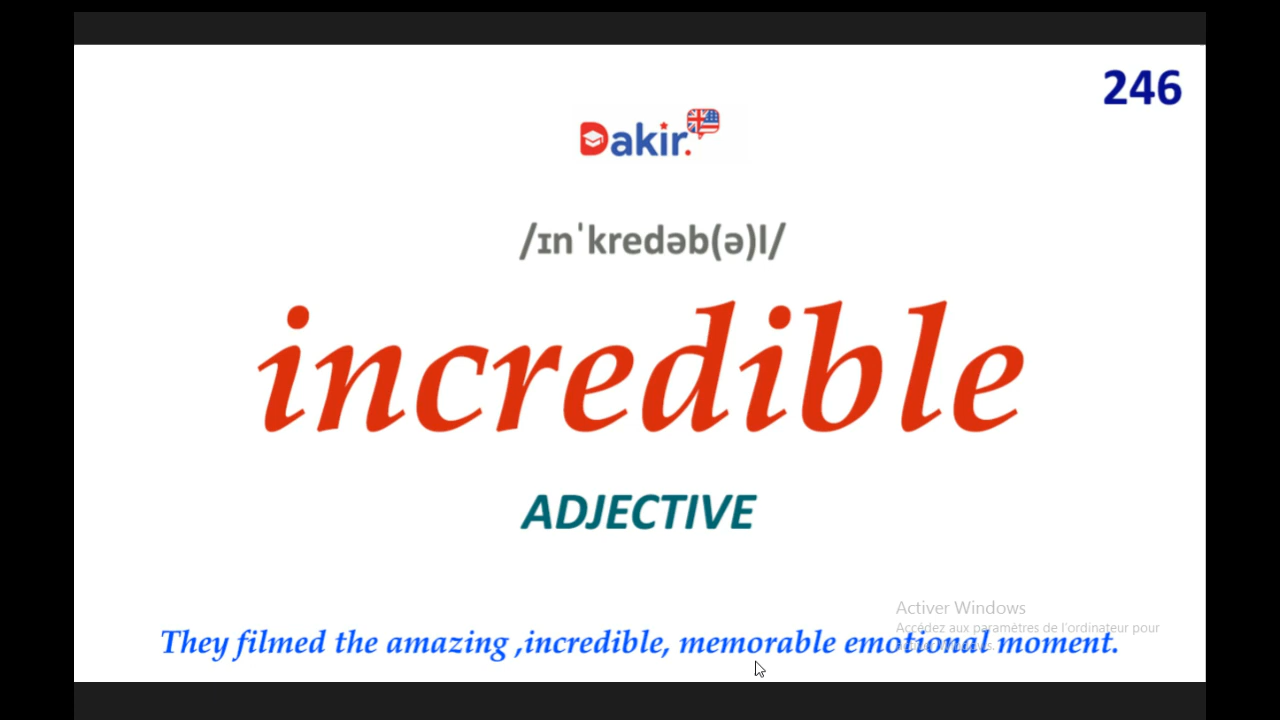 246
Dakir.
/ɪnˈkredəb(ə)l/
incredible
ADJECTIVE
Activer Windows
Accédez aux paramètres de l'ordinateur pour
They filmed the amazing ,incredible, memorable emotional moment.